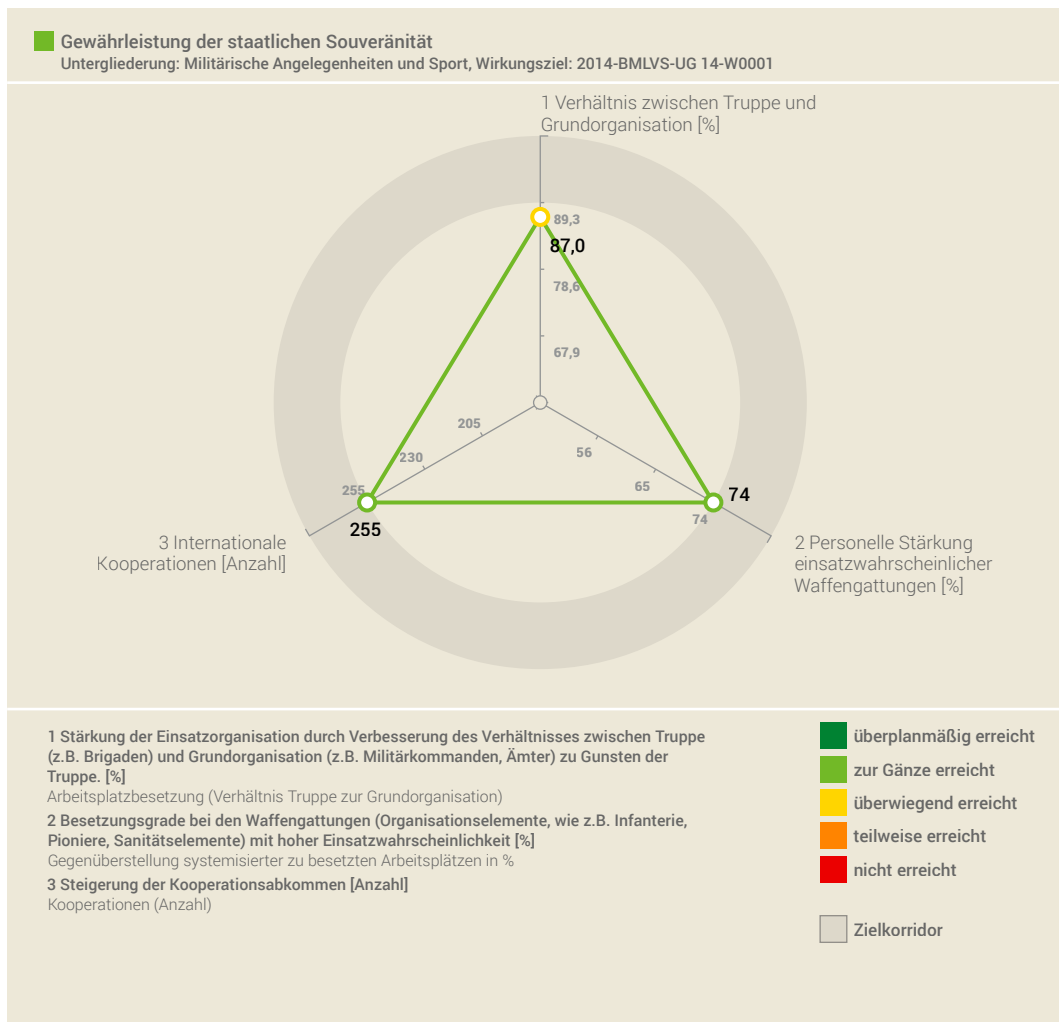 Gewährleistung der staatlichen Souveränität
Untergliederung: Militärische Angelegenheiten und Sport, Wirkungsziel: 2014-BMLVS-UG 14-W0001
1 Verhältnis zwischen Truppe und
Grundorganisation [%]
89,3
87,0
78,6
67,9
205
56
230
65
255
74
74
255
3 Internationale
Kooperationen [Anzahl]
2 Personelle Stärkung
einsatzwahrscheinlicher
Waffengattungen [%]
1 Stärkung der Einsatzorganisation durch Verbesserung des Verhältnisses zwischen Truppe
(z.B. Brigaden) und Grundorganisation (z.B. Militärkommanden, Ämter) zu Gunsten der
Truppe. [%]
Arbeitsplatzbesetzung (Verhältnis Truppe zur Grundorganisation)
2 Besetzungsgrade bei den Waffengattungen (Organisationselemente, wie z.B. Infanterie,
Pioniere, Sanitätselemente) mit hoher Einsatzwahrscheinlichkeit [%]
Gegenüberstellung systemisierter zu besetzten Arbeitsplätzen in %
3 Steigerung der Kooperationsabkommen [Anzahl]
Kooperationen (Anzahl)
überplanmäßig erreicht
zur Gänze erreicht
überwiegend erreicht
teilweise erreicht
nicht erreicht
Zielkorridor